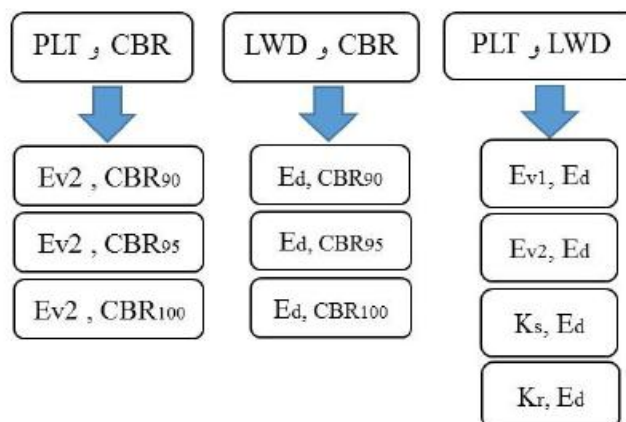 PLT و CBR
Ev2 , CBR90
Ev2 , CBR95
Ev2 , CBR100
LWD و CBR
Ed, CBR90
Ed, CBR95
Ed, CBR100
PLT و LWD
Ev1, Ed
Ev2, Ed
Ks, Ed
Kr, Ed